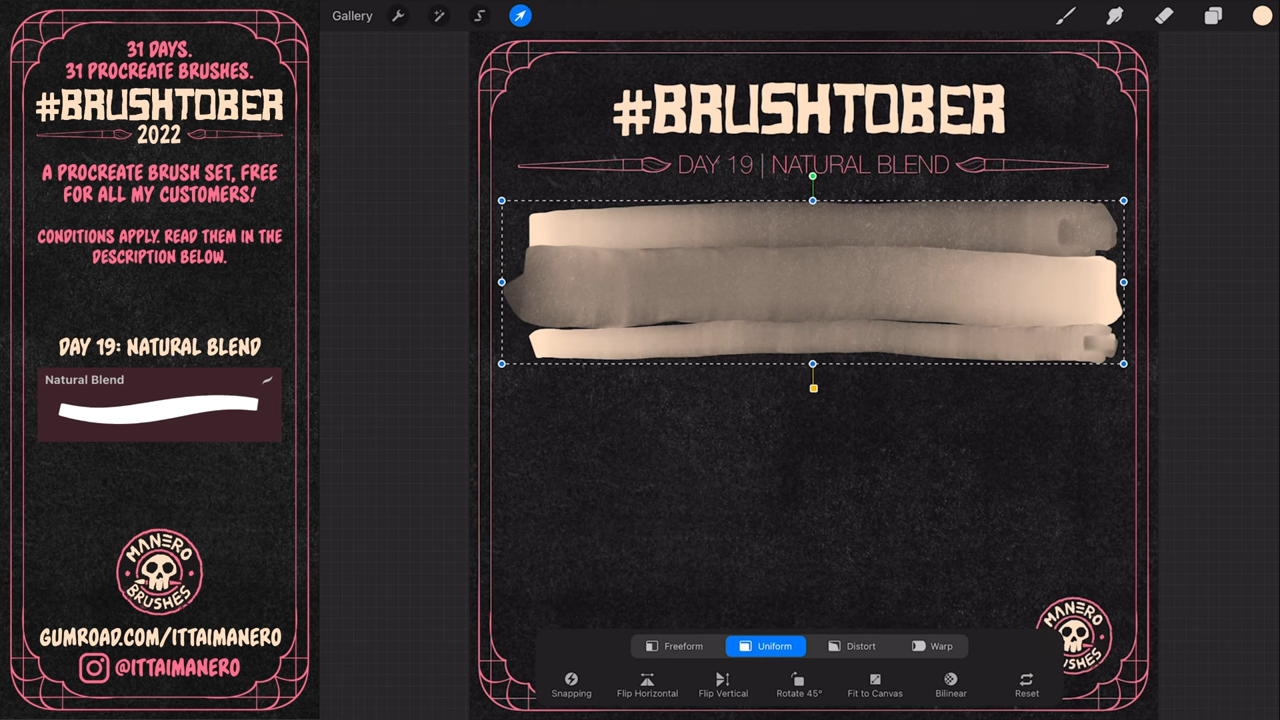 31 DAYS.
31 PROCREATE BRUSHES.
#BRUSHTOBER
2022
A PROCREATE BRUSH SET, FREE
FOR ALL MY CUSTOMERS!
CONDITIONS APPLY. READ THEM IN THE
DESCRIPTION BELOW.
DAY 19: NATURAL BLEND
Natural Blend
MANERO
BRUSHES
GUMROAD.COM/ITTAIMANERO
@ITTAIMANERO
Gallery
#BRUSHTOBER
DAY 19 | NATURAL BLEND
MANERO
SHES
Freeform
Uniform
Distort
Warp
Snapping
Flip Horizontal
Flip Vertical
Rotate 45°
Fit to Canvas
Bilinear
Reset